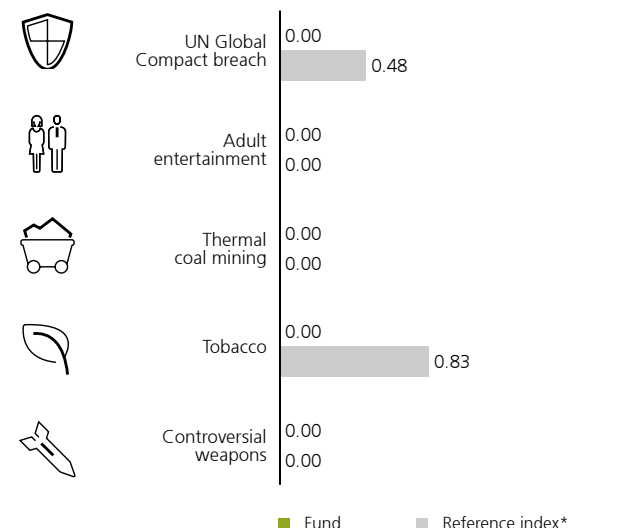 UN Global
Compact breach
0.00
0.48
Adult
entertainment
0.00
0.00
Thermal
coal mining
0.00
0.00
Tobacco
0.00
0.83
Controversial
weapons
0.00
0.00
Fund
Reference index*